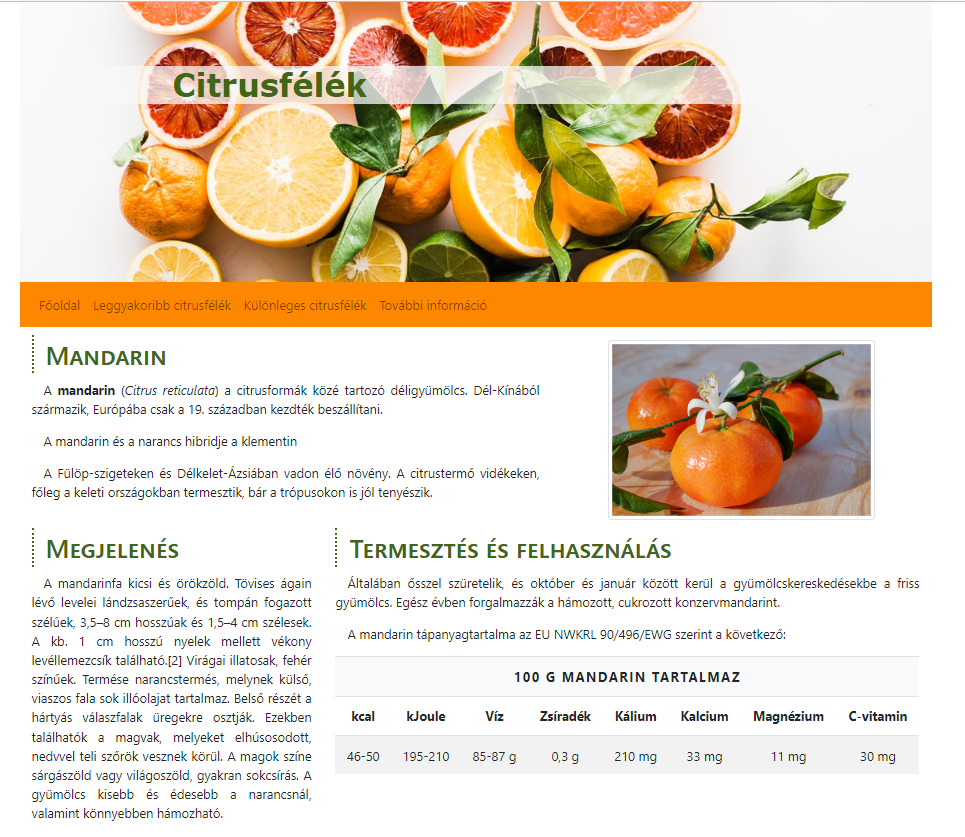 Citrusfélék
Főoldal Leggyakoribb citrusfélék Különleges citrusfélék További információ
Mandarin
A mandarin (Citrus reticulata) a citrusformák közé tartozó déligyümölcs. Dél-Kínából
származik, Európába csak a 19. században kezdték beszállítani.
A mandarin és a narancs hibridje a klementin
A Fülöp-szigeteken és Délkelet-Ázsiában vadon élő növény. A citrustermő vidékeken,
főleg a keleti országokban termesztik, bár a trópusokon is jól tenyészik.
Megjelenés
A mandarinfa kicsi és örökzöld. Tövises ágain
lévő levelei lándzsaszerűek, és tompán fogazott
szélűek, 3,5–8 cm hosszúak és 1,5–4 cm szélesek.
A kb. 1 cm hosszú nyelek mellett vékony
levéllemezcsík található.[2] Virágai illatosak, fehér
színűek. Termése narancstermés, melynek külső,
viaszos fala sok illóolajat tartalmaz. Belső részét a
hártyás válaszfalak üregekre osztják. Ezekben
találhatók a magvak, melyeket elhúsosodott,
nedvvel teli szőrök vesznek körül. A magok színe
sárgászöld vagy világoszöld, gyakran sokcsírás. A
gyümölcs kisebb és édesebb a narancsnál,
valamint könnyebben hámozható.
Termesztés és felhasználás
Általában ősszel szüretelik, és október és január között kerül a gyümölcskereskedésekbe a friss
gyümölcs. Egész évben forgalmazzák a hámozott, cukrozott konzervmandarint.
A mandarin tápanyagtartalma az EU NWKRL 90/496/EWG szerint a következő:
100 G MANDARIN TARTALMAZ
kcal kJoule Víz Zsíradék Kálium Kalcium Magnézium C-vitamin
46-50 195-210 85-87 g 0,3 g 210 mg 33 mg 11 mg 30 mg